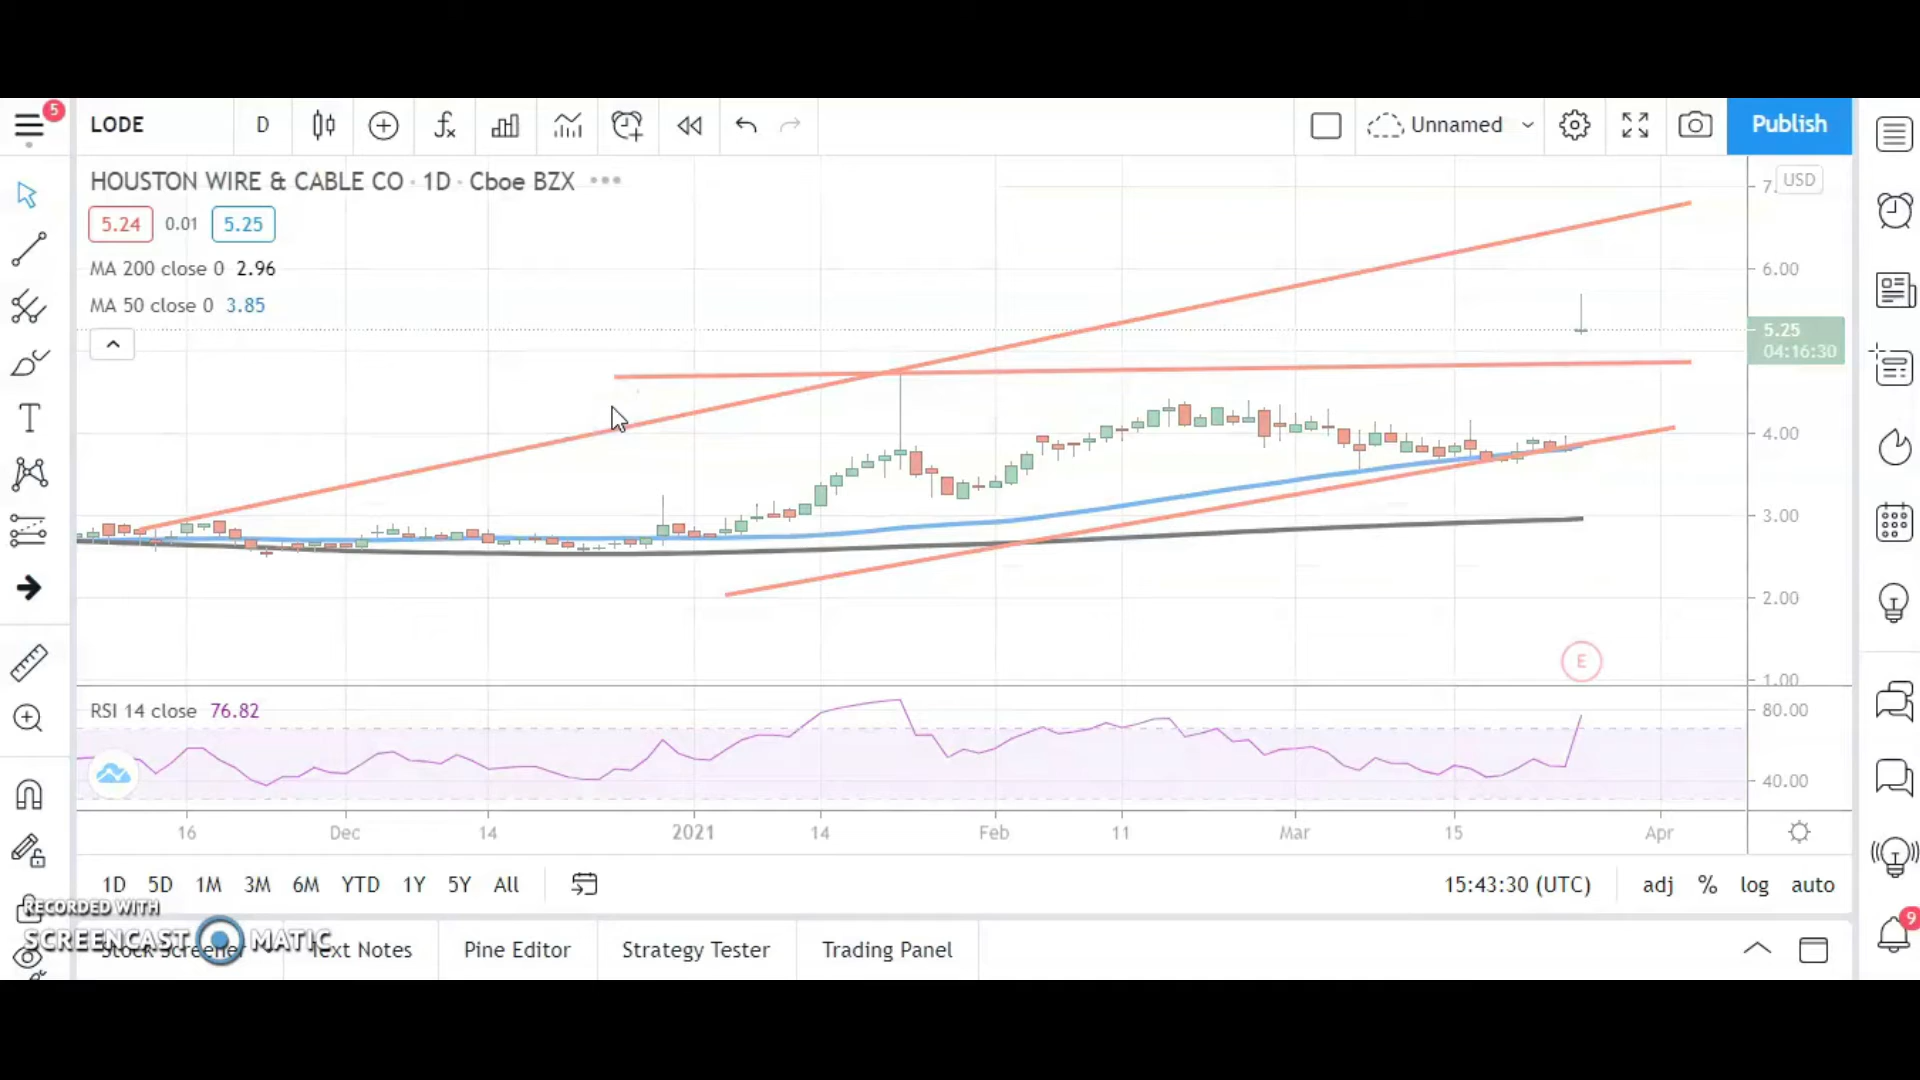 5
LODE
D
Unnamed
Publish
HOUSTON WIRE & CABLE CO · 1D · Cboe BZX
USD
5.24
0.01
5.25
MA 200 close 0 2.96
MA 50 close 0 3.85
6.00
5.25
04:16:30
4.00
3.00
2.00
1.00
E
RSI 14 close 76.82
80.00
40.00
16
Dec
14
2021
14
Feb
11
Mar
15
Apr
1D
5D
1M
3M
6M
YTD
1Y
5Y
All
15:43:30 (UTC)
adj
%
log
auto
RECORDED WITH
SCREENCAST MATIC
9
Stock Screener
Text Notes
Pine Editor
Strategy Tester
Trading Panel